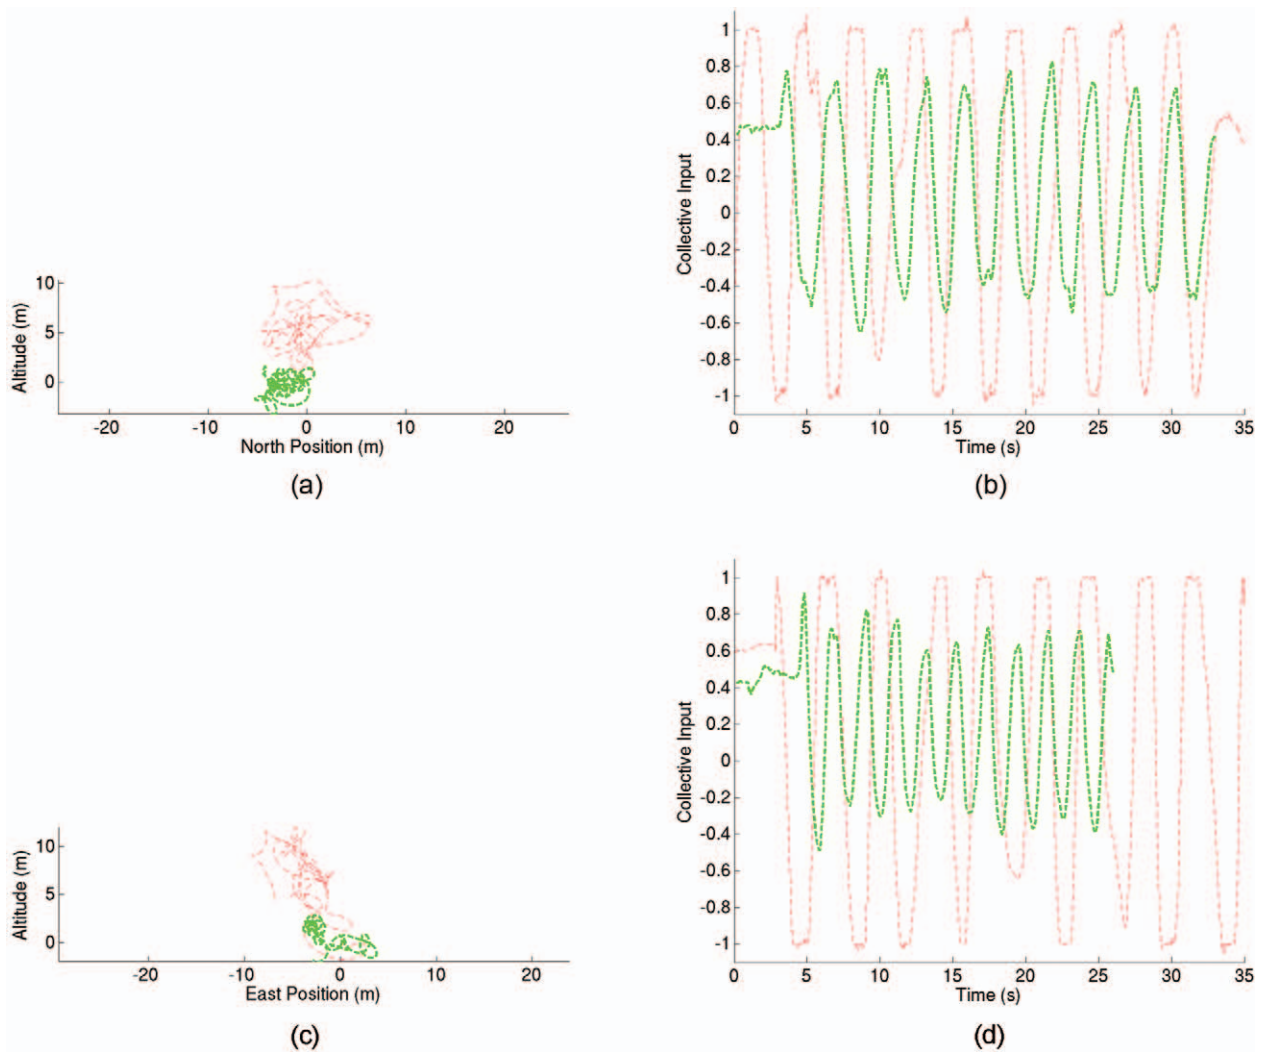 10
5
0
Altitude (m)
-20 -10 0 10 20
North Position (m)
(a)
1
0.8
0.6
0.4
0.2
0
-0.2
-0.4
-0.6
-0.8
-1
Collective Input
0 5 10 15 20 25 30 35
Time (s)
(b)
10
5
0
Altitude (m)
-20 -10 0 10 20
East Position (m)
(c)
1
0.8
0.6
0.4
0.2
0
-0.2
-0.4
-0.6
-0.8
-1
Collective Input
0 5 10 15 20 25 30 35
Time (s)
(d)